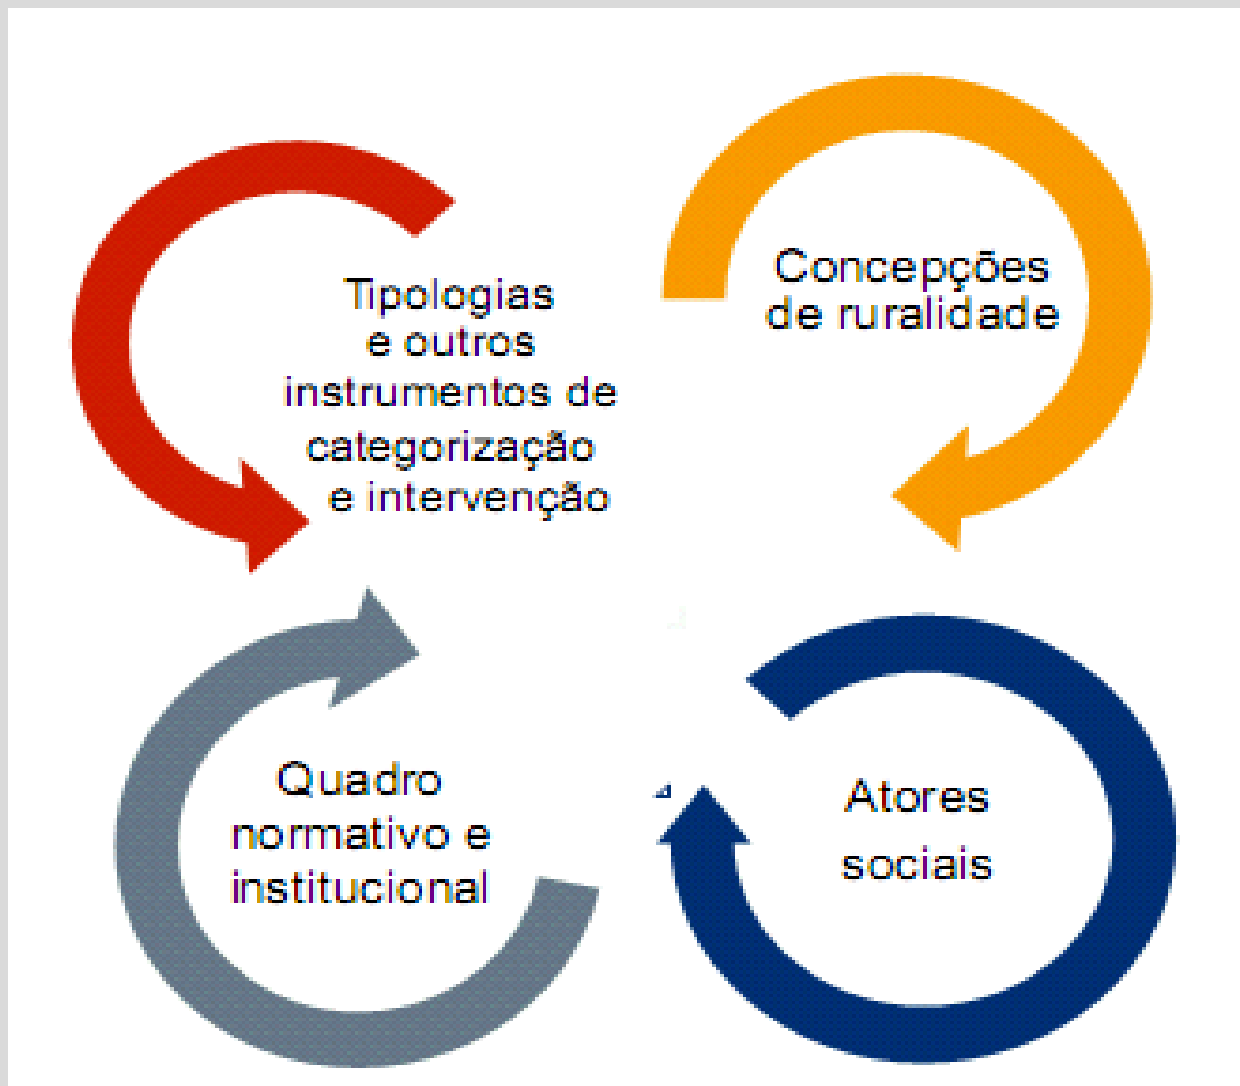 Tipologias
e outros
instrumentos de
categorização
e intervenção
Concepções
de ruralidade
Quadro
normativo e
institucional
Atores
sociais